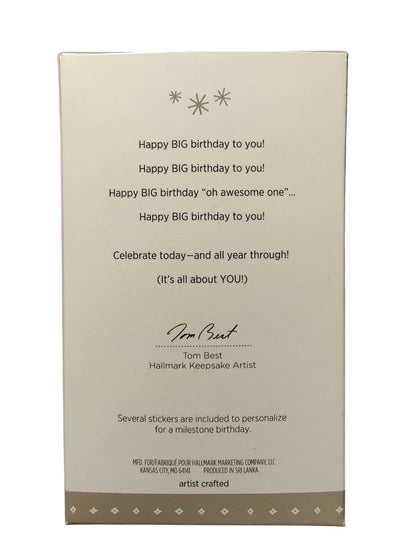 Happy BIG birthday to you!
Happy BIG birthday to you!
Happy BIG birthday “oh awesome one”...
Happy BIG birthday to you!
Celebrate today—and all year through!
(It's all about YOU!)
Tom Best
Tom Best
Hallmark Keepsake Artist
Several stickers are included to personalize
for a milestone birthday.
MFD. FOR/FABRIQUÉ POUR HALLMARK MARKETING COMPANY, LLC
KANSAS CITY, MO 64141 PRODUCED IN SRI LANKA
artist crafted